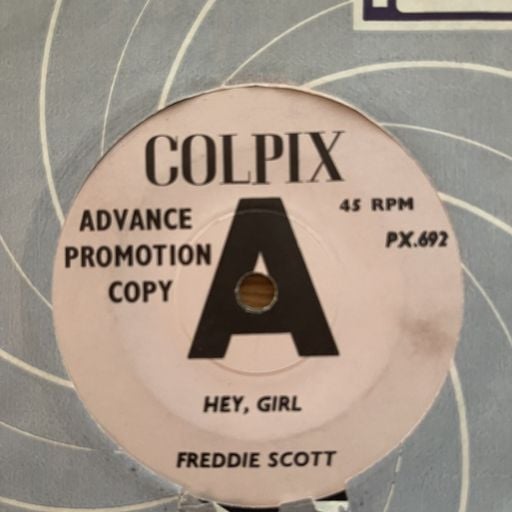 COLPIX
45 RPM
PX.692
ADVANCE
PROMOTION
COPY
A
HEY, GIRL
FREDDIE SCOTT